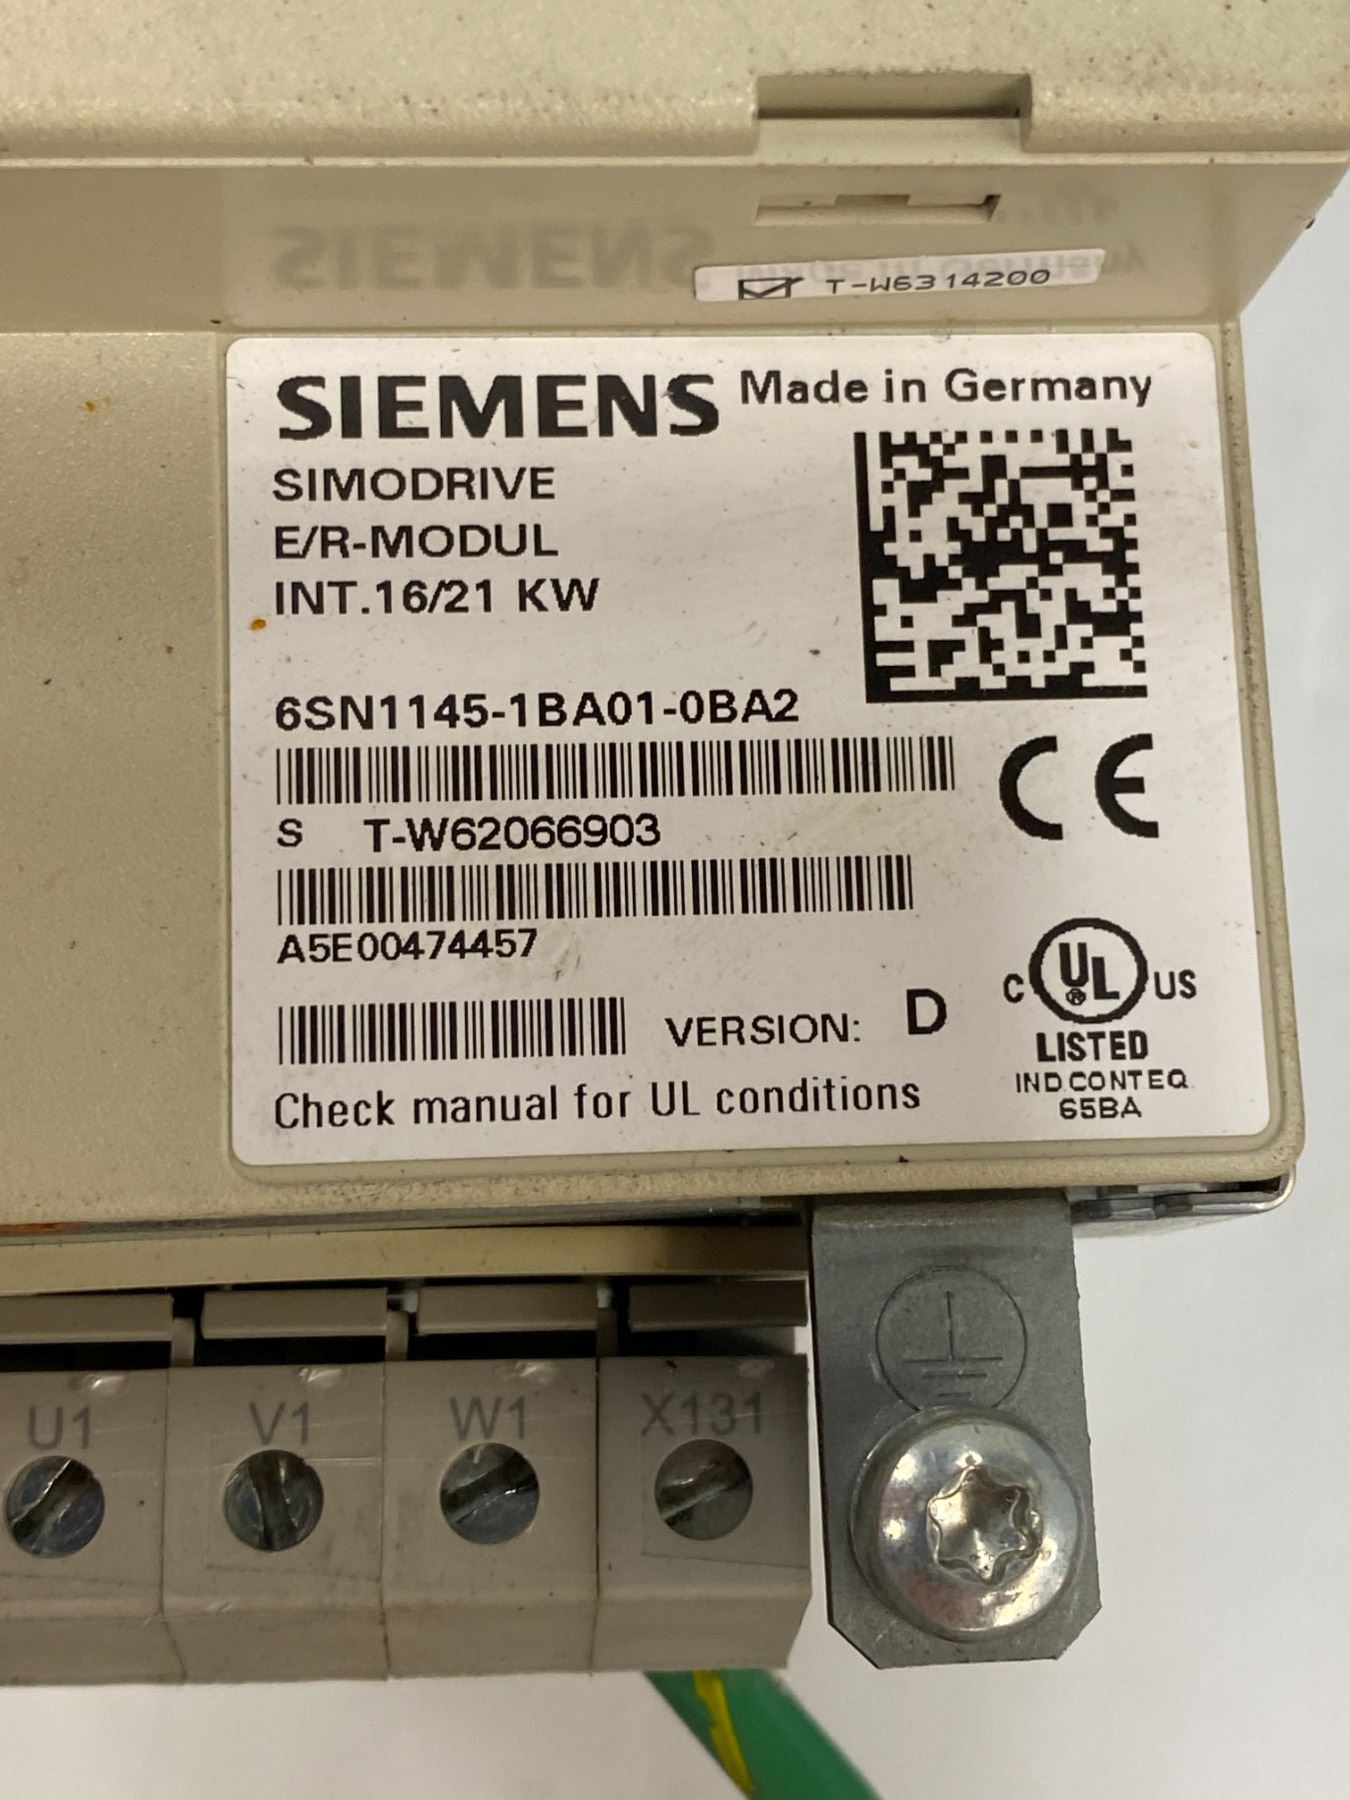 T-W6314200
SIEMENS Made in Germany
SIMODRIVE
E/R-MODUL
INT.16/21 KW
6SN1145-1BA01-0BA2
S T-W62066903
A5E00474457
VERSION: D
Check manual for UL conditions
CE
C UL ® US
LISTED
IND.CONT.EQ.
65BA
U1 V1 W1 X131